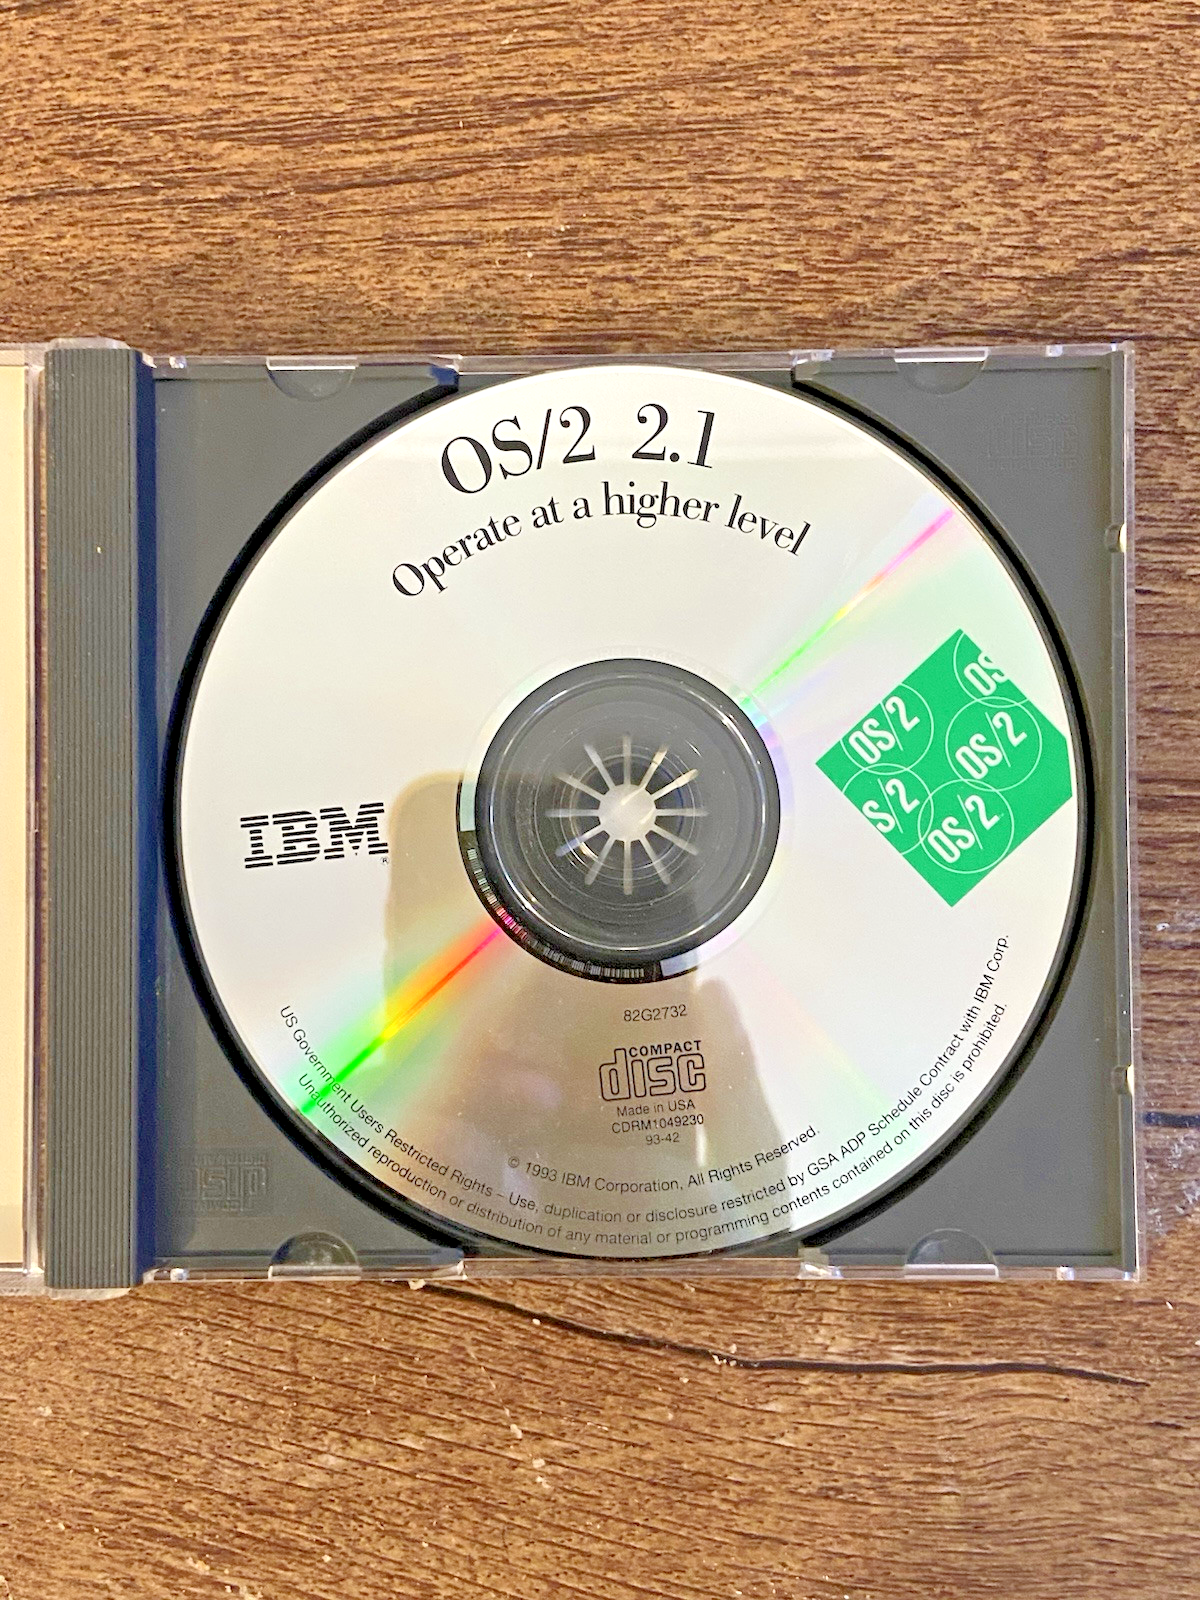 OS/2 2.1
Operate at a higher level
OS
OS/2
OS/2
S/2
OS/2
IBM
®
82G2732
COMPACT
disc
Made in USA
CDRM1049230
93-42
© 1993 IBM Corporation, All Rights Reserved.
US Government Users Restricted Rights – Use, duplication or disclosure restricted by GSA ADP Schedule Contract with IBM Corp.
Unauthorized reproduction or distribution of any material or programming contents contained on this disc is prohibited.